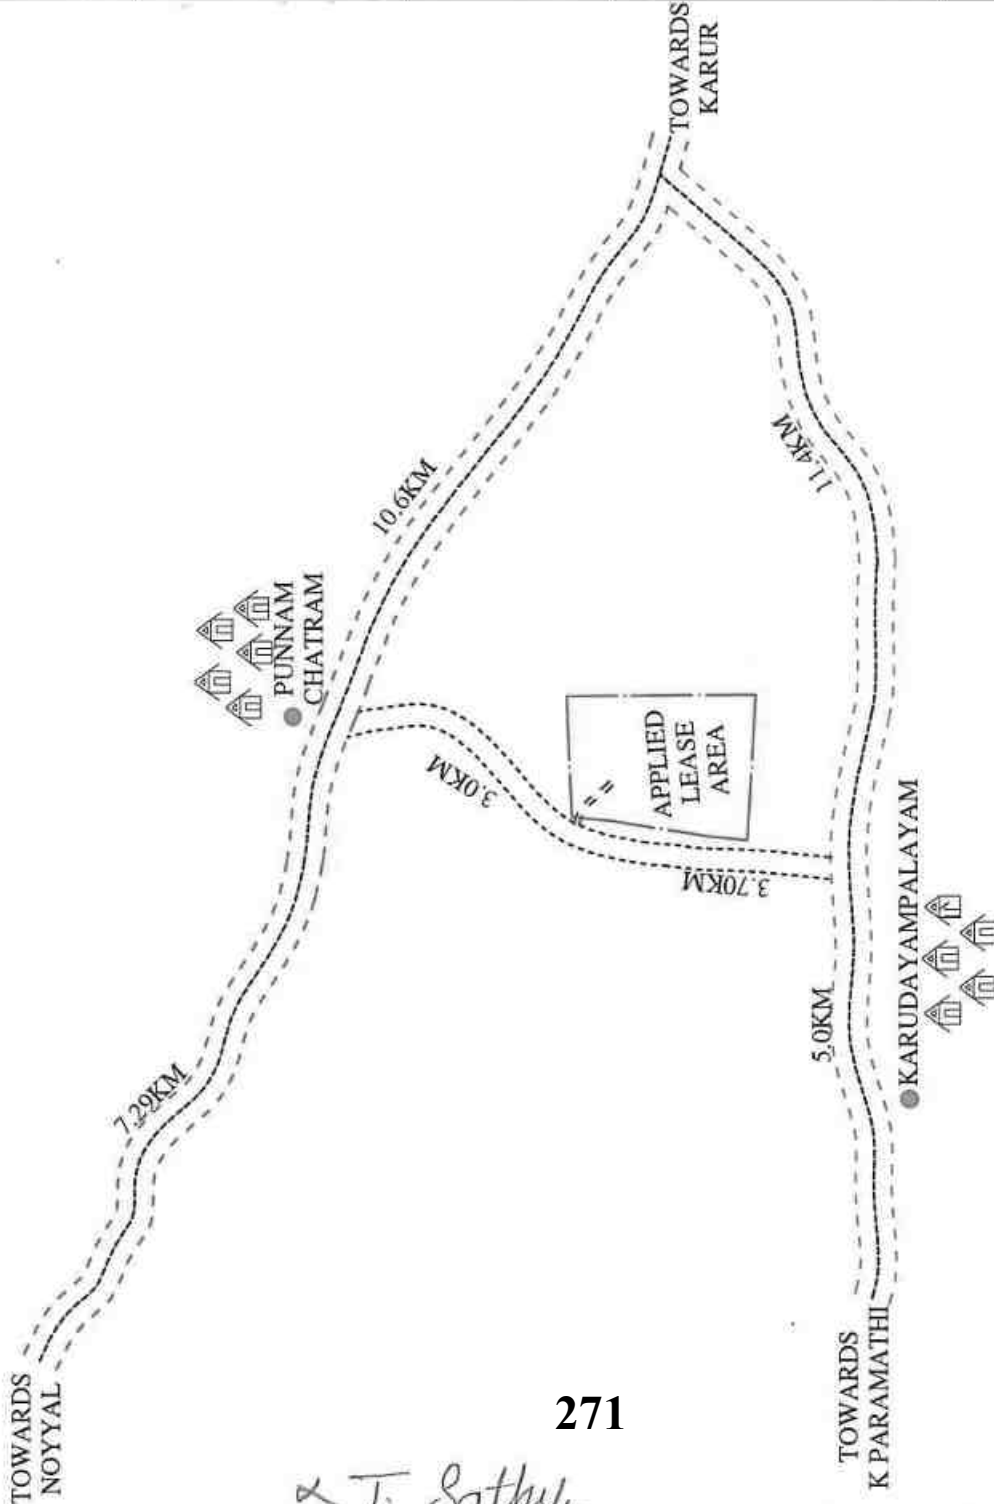 TOWARDS
NOYYAL
7.29KM
PUNNAM
CHATRAM
10.6KM
TOWARDS
KARUR
3.0KM
APPLIED
LEASE
AREA
3.70KM
11.4KM
5.0KM
KARUDAYAMPALAYAM
TOWARDS
K PARAMATHI
271